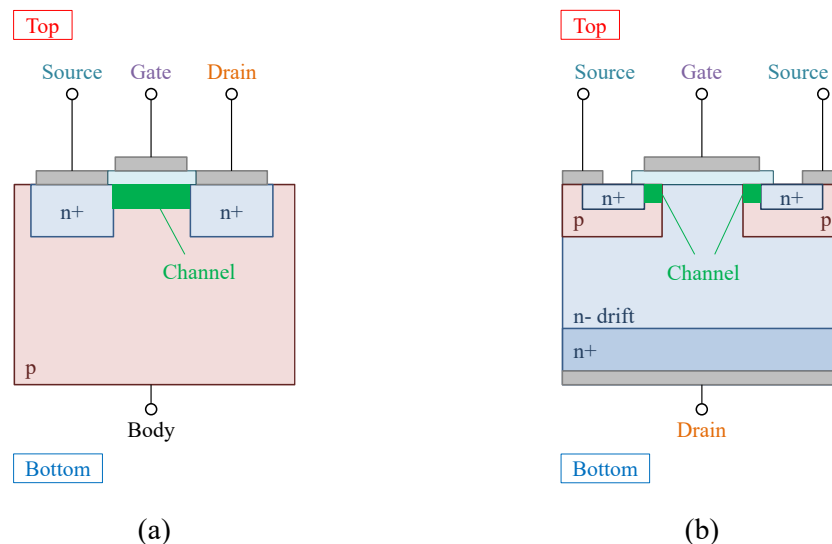 Top
Source Gate Drain
n+ n+
Channel
p
Body
Bottom
(a)
Top
Source Gate Source
n+ n+
p p
Channel
n- drift
n+
Drain
Bottom
(b)